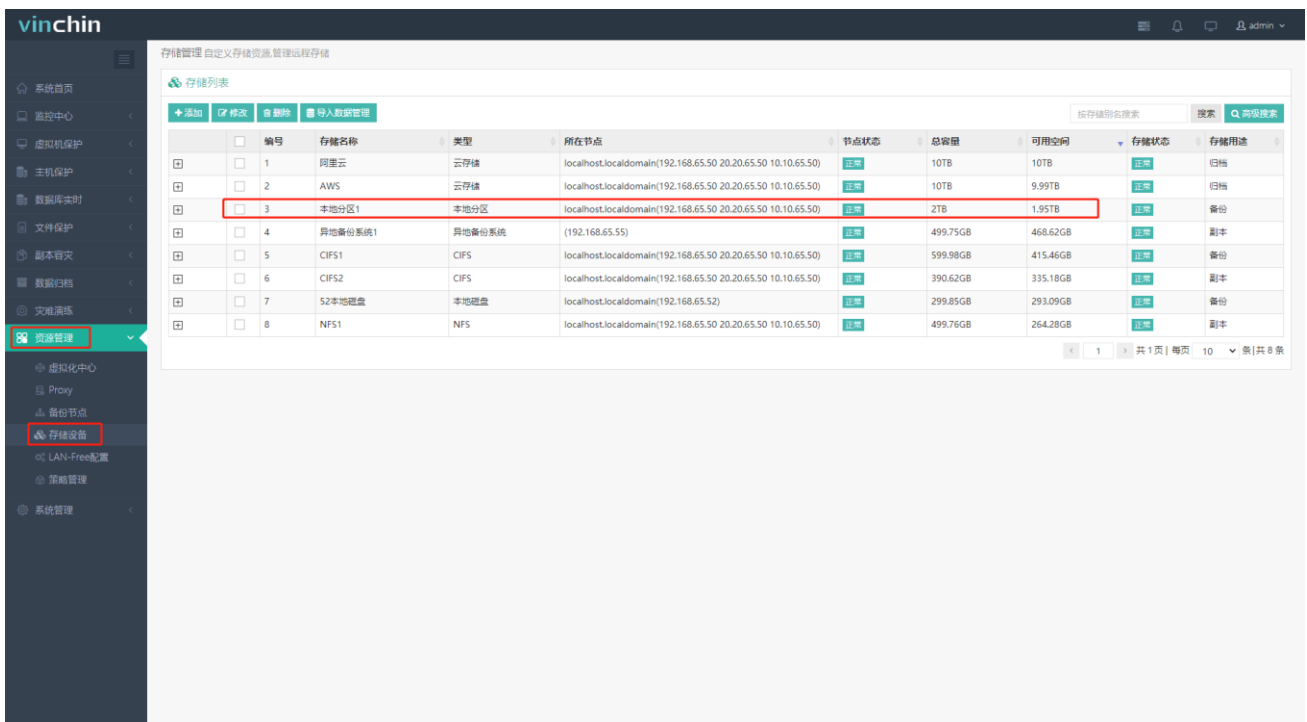 vinchin
admin
存储管理 自定义存储资源,管理远程存储
系统首页
监控中心
虚拟机保护
主机保护
数据库实时
文件保护
副本容灾
数据归档
灾难演练
资源管理
虚拟化中心
Proxy
备份节点
存储设备
LAN-Free配置
策略管理
系统管理
存储列表
+添加 修改 删除 导入数据管理 按存储别名搜索 搜索 高级搜索
编号 存储名称 类型 所在节点 节点状态 总容量 可用空间 存储状态 存储用途
1 阿里云 云存储 localhost.localdomain(192.168.65.50 20.20.65.50 10.10.65.50) 正常 10TB 10TB 正常 归档
2 AWS 云存储 localhost.localdomain(192.168.65.50 20.20.65.50 10.10.65.50) 正常 10TB 9.99TB 正常 归档
3 本地分区1 本地分区 localhost.localdomain(192.168.65.50 20.20.65.50 10.10.65.50) 正常 2TB 1.95TB 正常 备份
4 异地备份系统1 异地备份系统 (192.168.65.55) 正常 499.75GB 468.62GB 正常 副本
5 CIFS1 CIFS localhost.localdomain(192.168.65.50 20.20.65.50 10.10.65.50) 正常 599.98GB 415.46GB 正常 备份
6 CIFS2 CIFS localhost.localdomain(192.168.65.50 20.20.65.50 10.10.65.50) 正常 390.62GB 335.18GB 正常 副本
7 52本地磁盘 本地磁盘 localhost.localdomain(192.168.65.52) 正常 299.85GB 293.09GB 正常 备份
8 NFS1 NFS localhost.localdomain(192.168.65.50 20.20.65.50 10.10.65.50) 正常 499.76GB 264.28GB 正常 副本
< 1 > 共1页| 每页 10 条|共8条